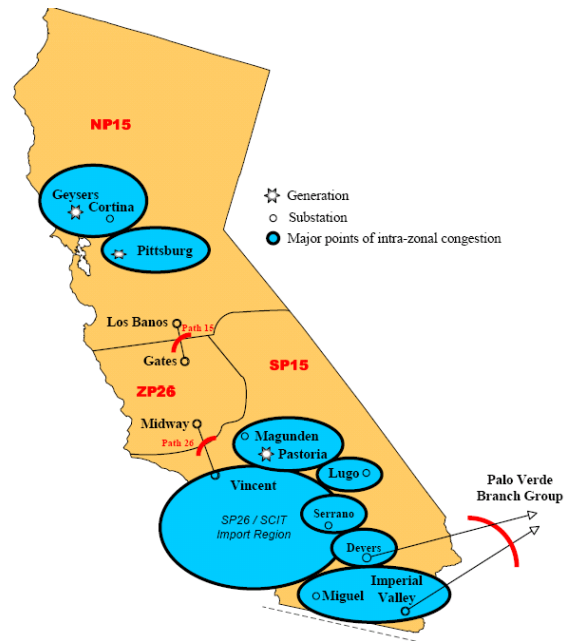 NP15
Geysers
Cortina
Pittsburg
Generation
Substation
Major points of intra-zonal congestion
Los Banos
Path 15
Gates
SP15
ZP26
Midway
Path 26
Magunden
Pastoria
Lugo
Vincent
SP26 / SCIT
Import Region
Serrano
Devers
Palo Verde
Branch Group
Miguel
Imperial
Valley